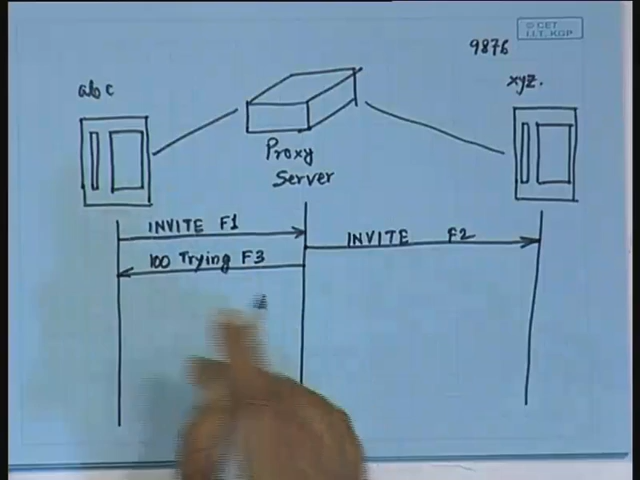 © CET
I.I.T. KGP
9876
abc
xyz.
Proxy
Server
INVITE F1
INVITE F2
100 Trying F3